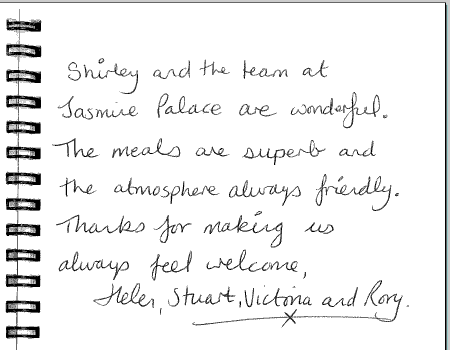 Shirley and the team at
Jasmine Palace are wonderful.
The meals are superb and
the atmosphere always friendly.
Thanks for making us
always feel welcome,
Helen, Stuart, Victoria and Rory.
x